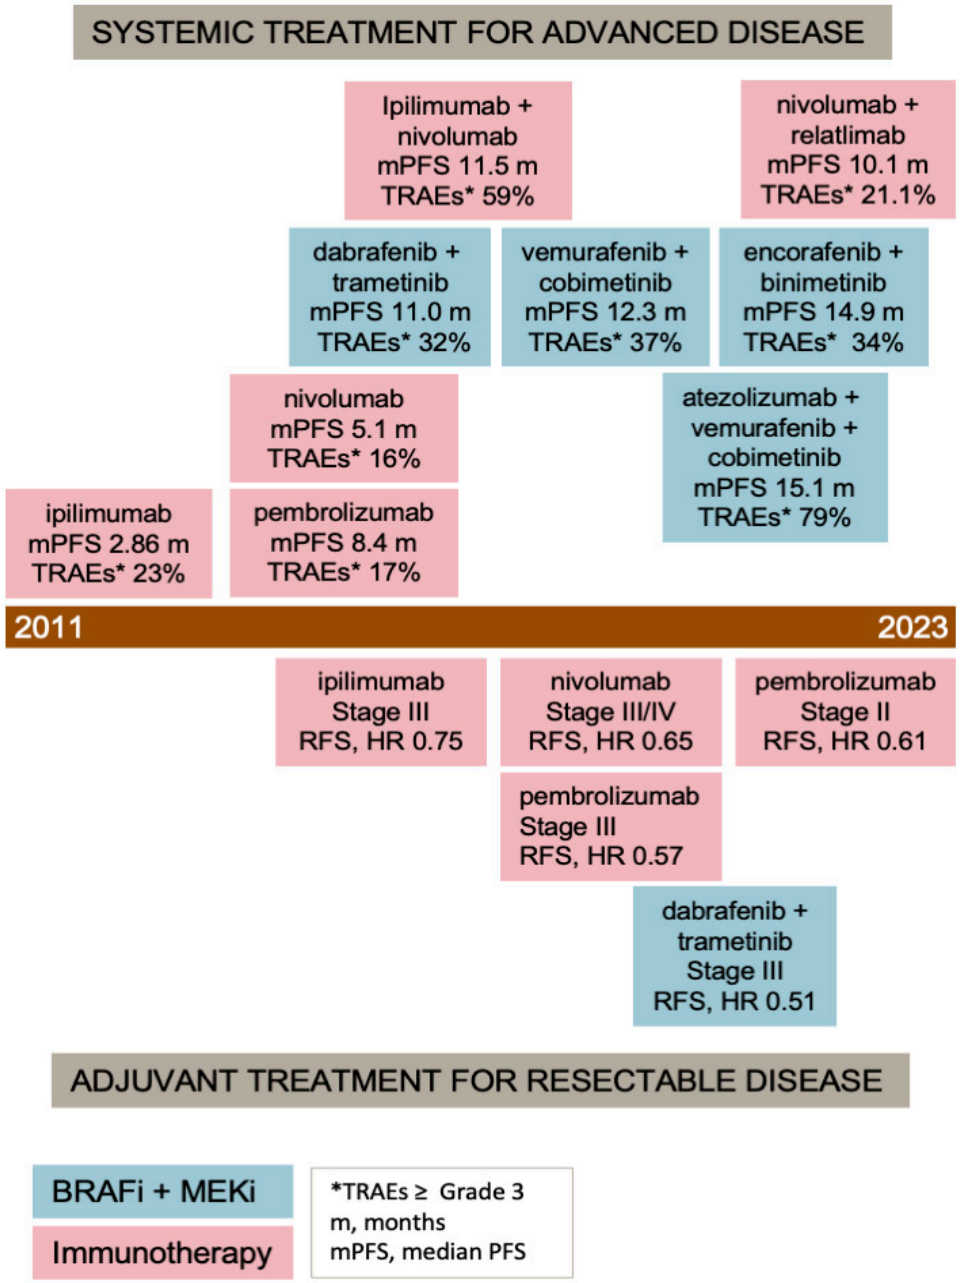 SYSTEMIC TREATMENT FOR ADVANCED DISEASE
Ipilimumab +
nivolumab
mPFS 11.5 m
TRAEs* 59%
nivolumab +
relatlimab
mPFS 10.1 m
TRAEs* 21.1%
dabrafenib +
trametinib
mPFS 11.0 m
TRAEs* 32%
vemurafenib +
cobimetinib
mPFS 12.3 m
TRAEs* 37%
encorafenib +
binimetinib
mPFS 14.9 m
TRAEs* 34%
nivolumab
mPFS 5.1 m
TRAEs* 16%
atezolizumab +
vemurafenib +
cobimetinib
mPFS 15.1 m
TRAEs* 79%
ipilimumab
mPFS 2.86 m
TRAEs* 23%
pembrolizumab
mPFS 8.4 m
TRAEs* 17%
2011
2023
ipilimumab
Stage III
RFS, HR 0.75
nivolumab
Stage III/IV
RFS, HR 0.65
pembrolizumab
Stage II
RFS, HR 0.61
pembrolizumab
Stage III
RFS, HR 0.57
dabrafenib +
trametinib
Stage III
RFS, HR 0.51
ADJUVANT TREATMENT FOR RESECTABLE DISEASE
BRAFi + MEKi
Immunotherapy
*TRAEs ≥ Grade 3
m, months
mPFS, median PFS